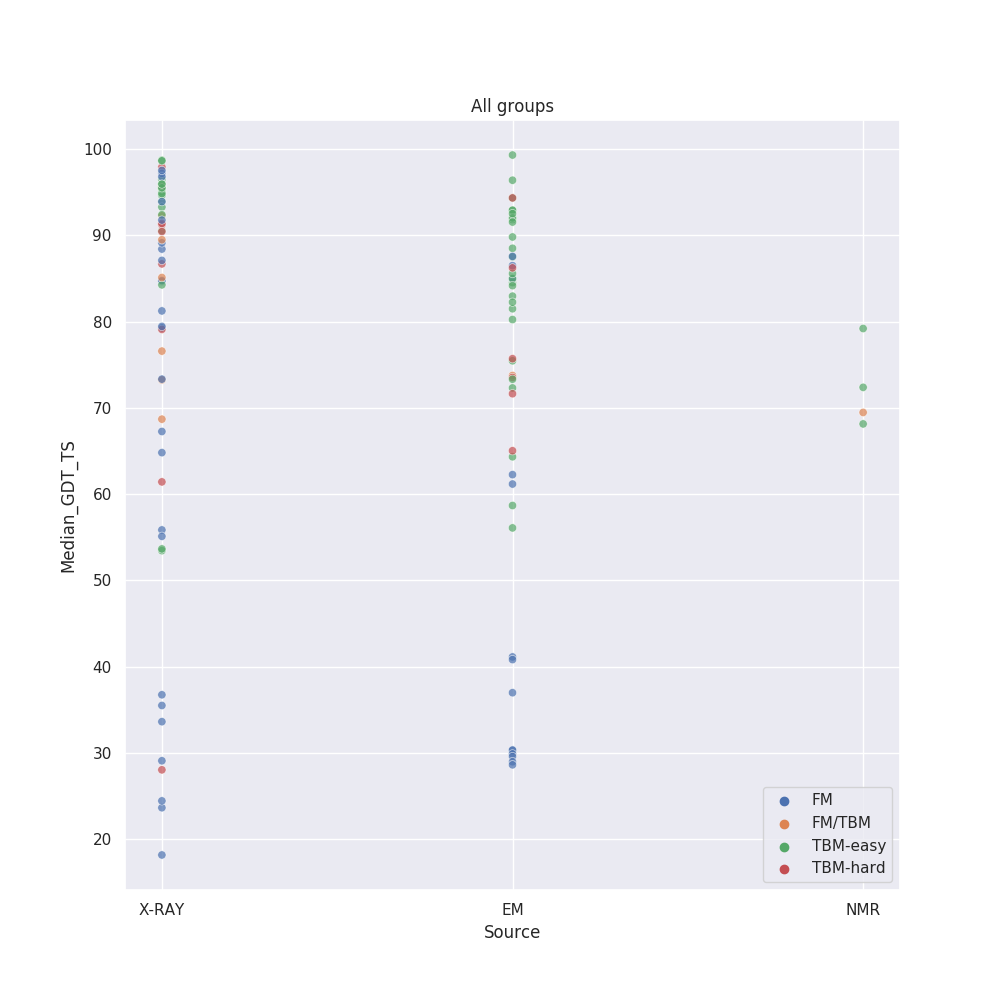 All groups
100
90
80
70
60
50
40
30
20
Median_GDT_TS
X-RAY
EM
NMR
Source
FM
FM/TBM
TBM-easy
TBM-hard